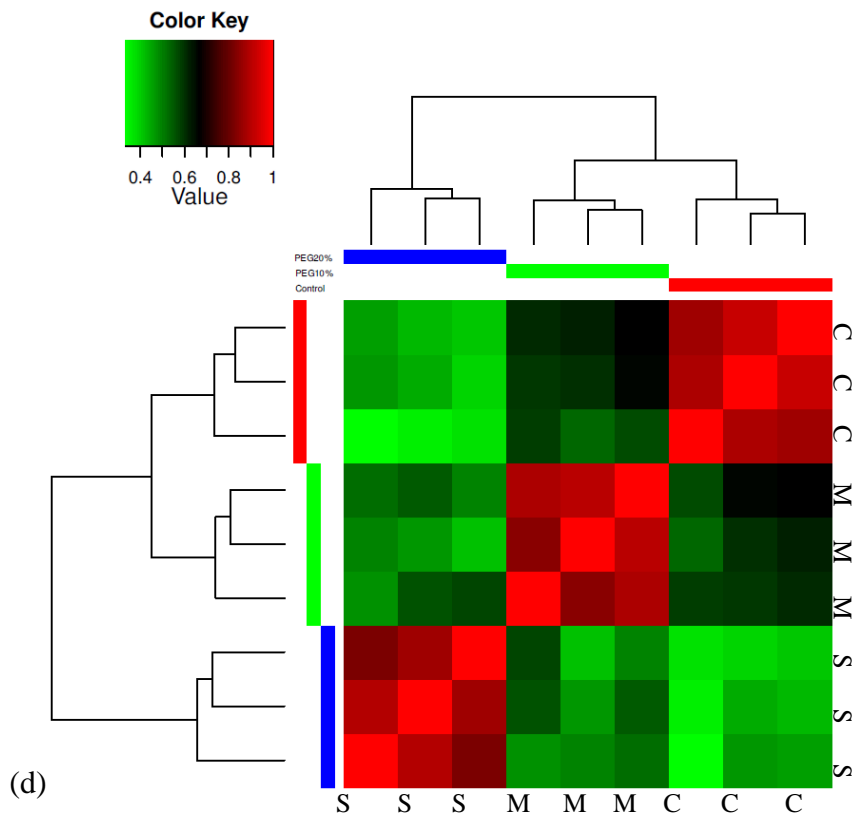 Color Key
0.4 0.6 0.8 1
Value
PEG20%
PEG10%
Control
C
C
C
M
M
M
S
S
S
(d)
S S S M M M C C C